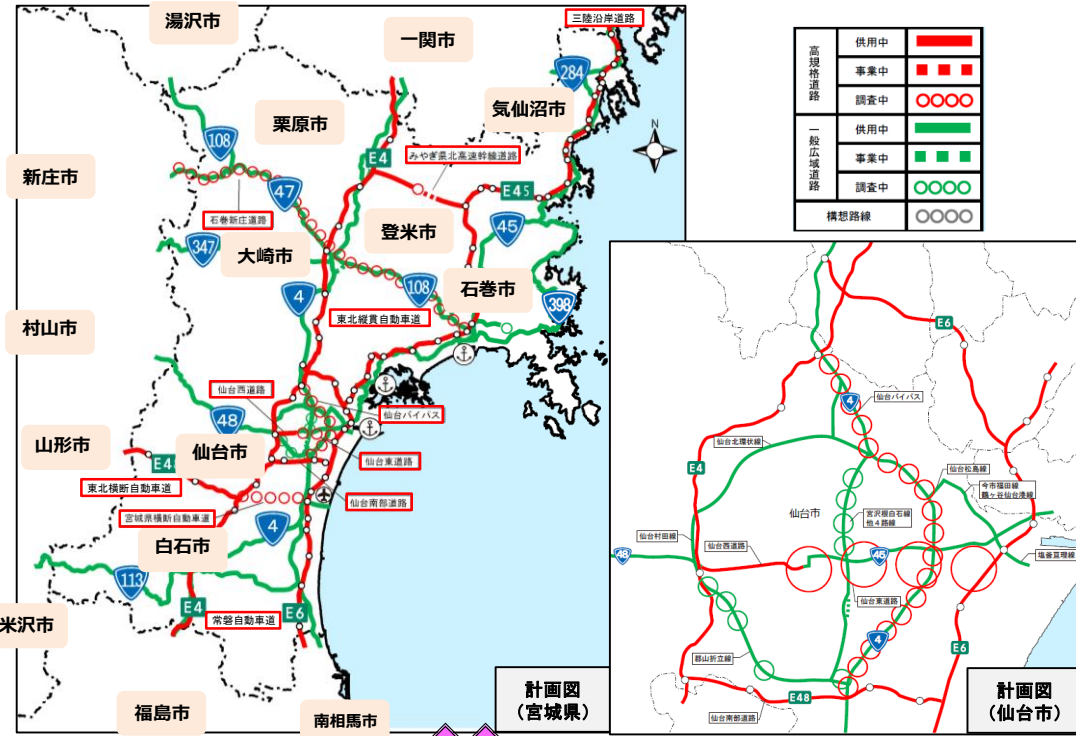 湯沢市
一関市
三陸沿岸道路
284
気仙沼市
栗原市
108
E4
みやぎ県北高速幹線道路
新庄市
47
E45
石巻新庄道路
登米市
45
347
大崎市
108
石巻市
4
398
東北縦貫自動車道
村山市
仙台西道路
仙台バイパス
48
山形市
仙台市
仙台東道路
E4
東北横断自動車道
仙台南部道路
宮城県横断自動車道
4
白石市
113
E4
E6
米沢市
常磐自動車道
計画図
(宮城県)
福島市
南相馬市
N
高規格道路
供用中
事業中
調査中
一般広域道路
供用中
事業中
調査中
構想路線
E6
4
仙台バイパス
仙台北環状線
E4
仙台松島線
今市福田線
鶴ヶ谷仙台港線
仙台市
宮沢根白石線
他4路線
仙台村田線
仙台西道路
48
45
塩釜亘理線
仙台東道路
4
郡山折立線
E6
E48
仙台南部道路
計画図
(仙台市)